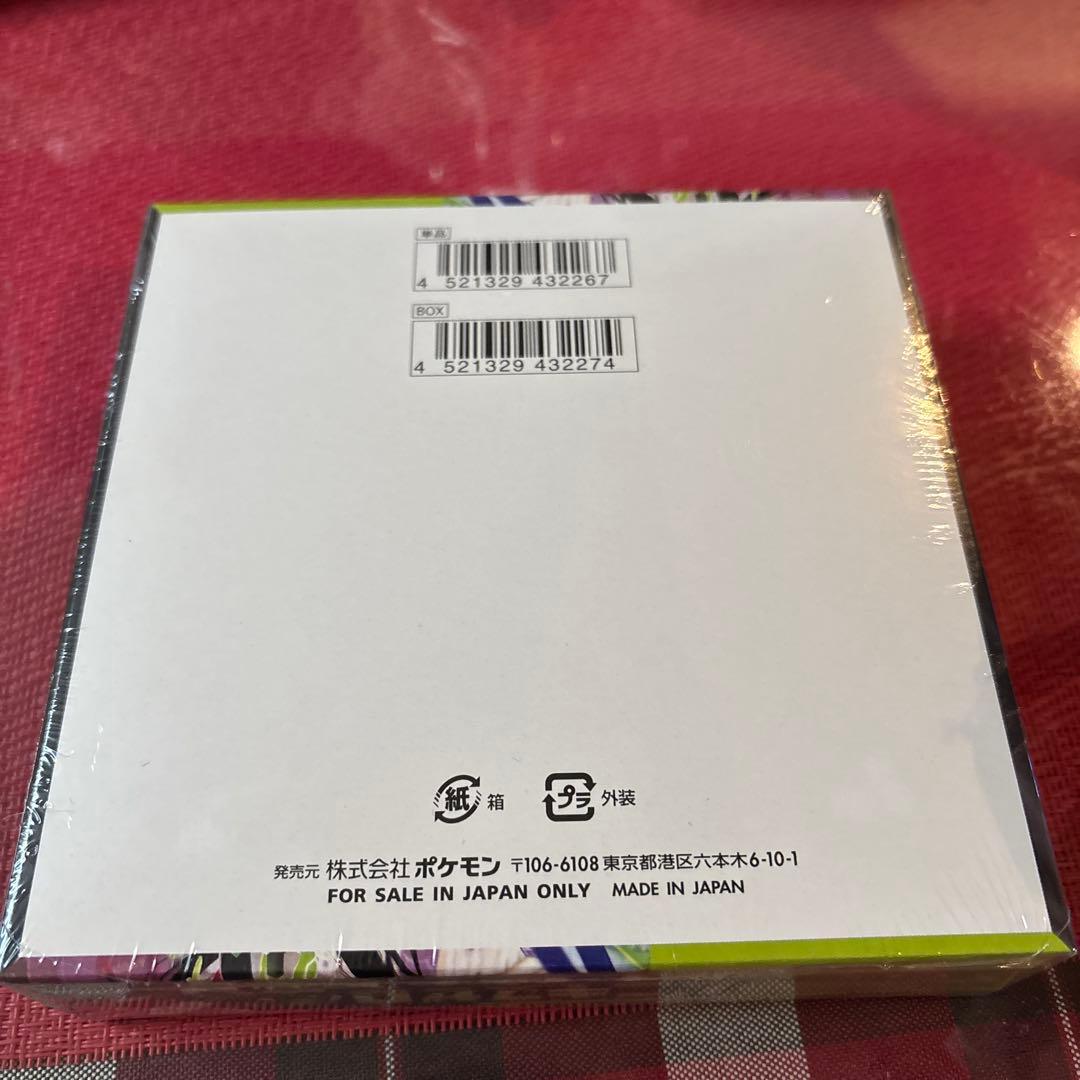 単品
4 521329 432267
BOX
4 521329 432274
紙 箱 プラ 外装
発売元 株式会社 ポケモン 〒106-6108 東京都港区六本木6-10-1
FOR SALE IN JAPAN ONLY MADE IN JAPAN